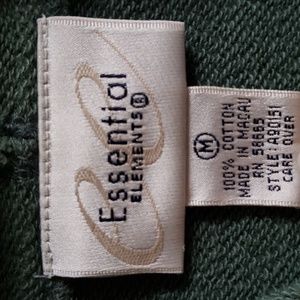 Essential
ELEMENTS®
M
100% COTTON
MADE IN MACAU
RN 58665
STYLE: A90151
CARE OVER